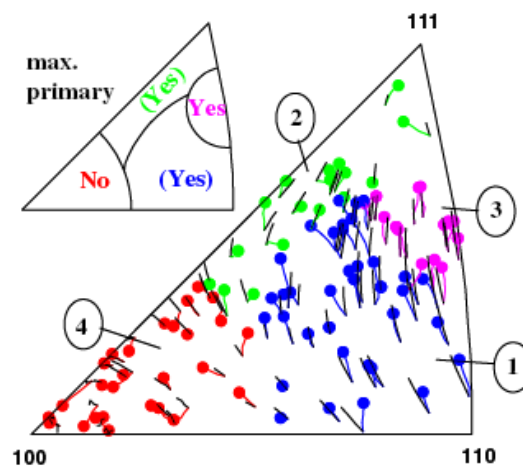 111
max.
primary
(Yes)
Yes
No
(Yes)
2
3
4
1
100
110